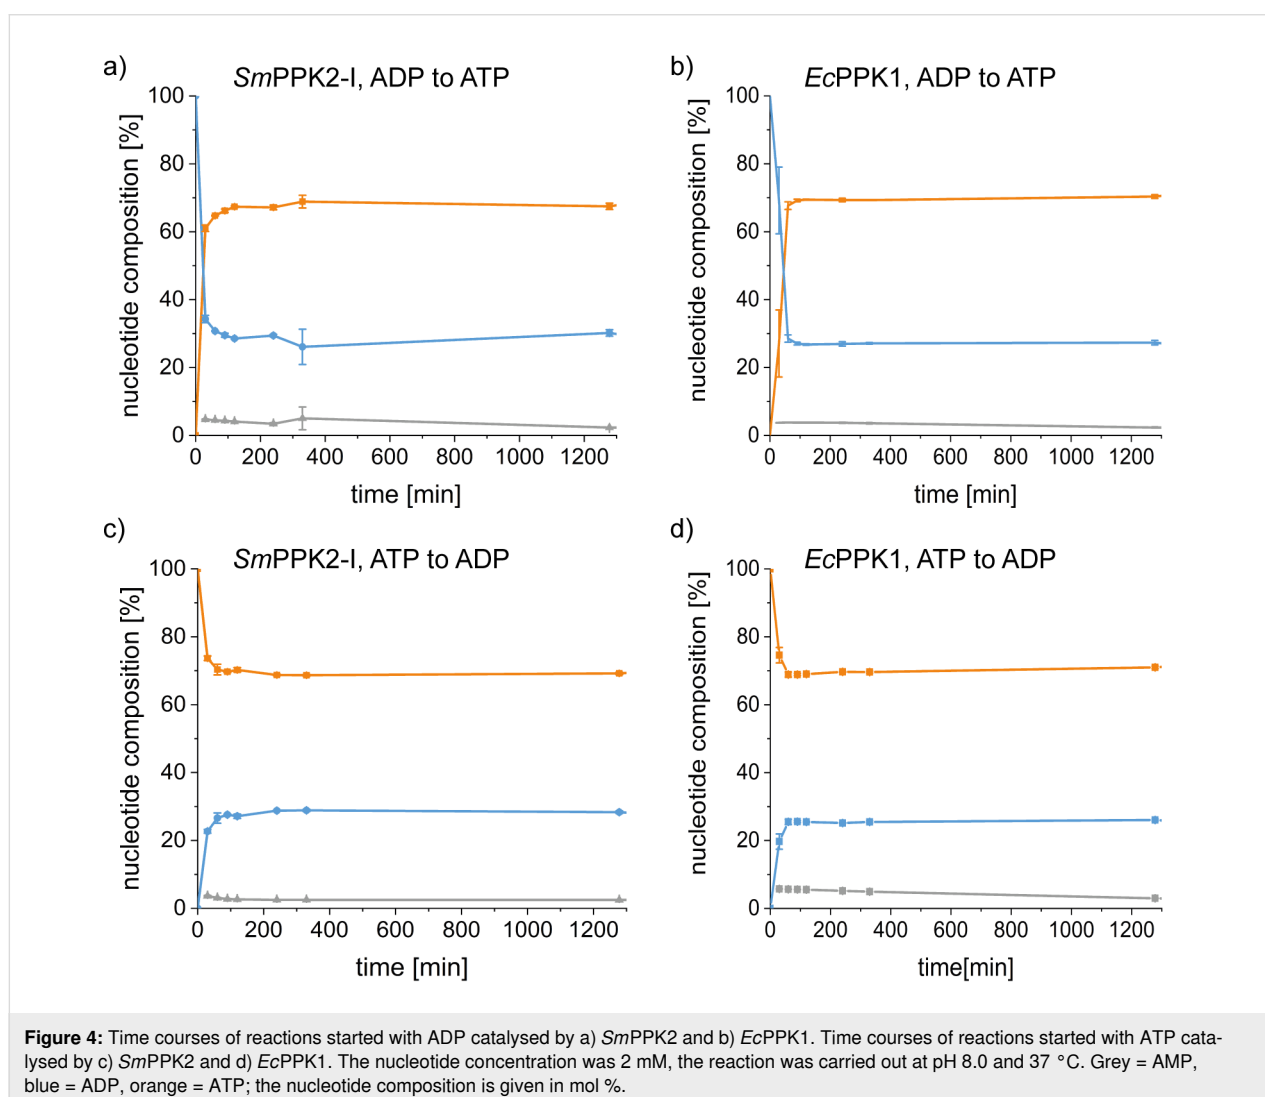 a)
SmPPK2-I, ADP to ATP
100
80
60
40
20
0
nucleotide composition [%]
0 200 400 600 800 1000 1200
time [min]
b)
EcPPK1, ADP to ATP
100
80
60
40
20
0
nucleotide composition [%]
0 200 400 600 800 1000 1200
time [min]
c)
SmPPK2-I, ATP to ADP
100
80
60
40
20
0
nucleotide composition [%]
0 200 400 600 800 1000 1200
time [min]
d)
EcPPK1, ATP to ADP
100
80
60
40
20
0
nucleotide composition [%]
0 200 400 600 800 1000 1200
time[min]
Figure 4: Time courses of reactions started with ADP catalysed by a) SmPPK2 and b) EcPPK1. Time courses of reactions started with ATP cata-
lysed by c) SmPPK2 and d) EcPPK1. The nucleotide concentration was 2 mM, the reaction was carried out at pH 8.0 and 37 °C. Grey = AMP,
blue = ADP, orange = ATP; the nucleotide composition is given in mol %.